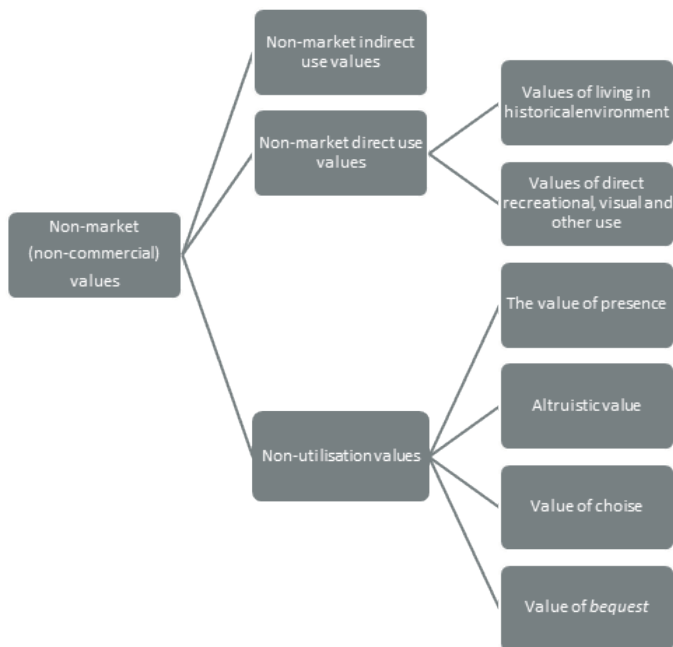 Non-market indirect
use values
Non-market direct use
values
Values of living in
historicalenvironment
Values of direct
recreational, visual and
other use
Non-market
(non-commercial)
values
Non-utilisation values
The value of presence
Altruistic value
Value of choise
Value of bequest